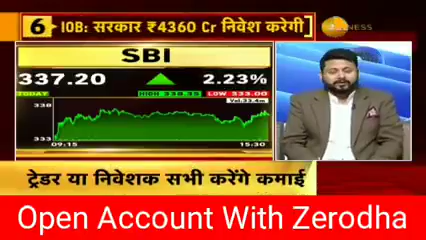 6 IOB: सरकार ₹4360 Cr निवेश करेगी
BUSINESS
SBI
337.20 2.23%
TODAY HIGH 338.35 LOW 333.00
338 Vol:33.4m
333
09:15 15:30
ट्रेडर या निवेशक सभी करेंगे कमाई
Open Account With Zerodha